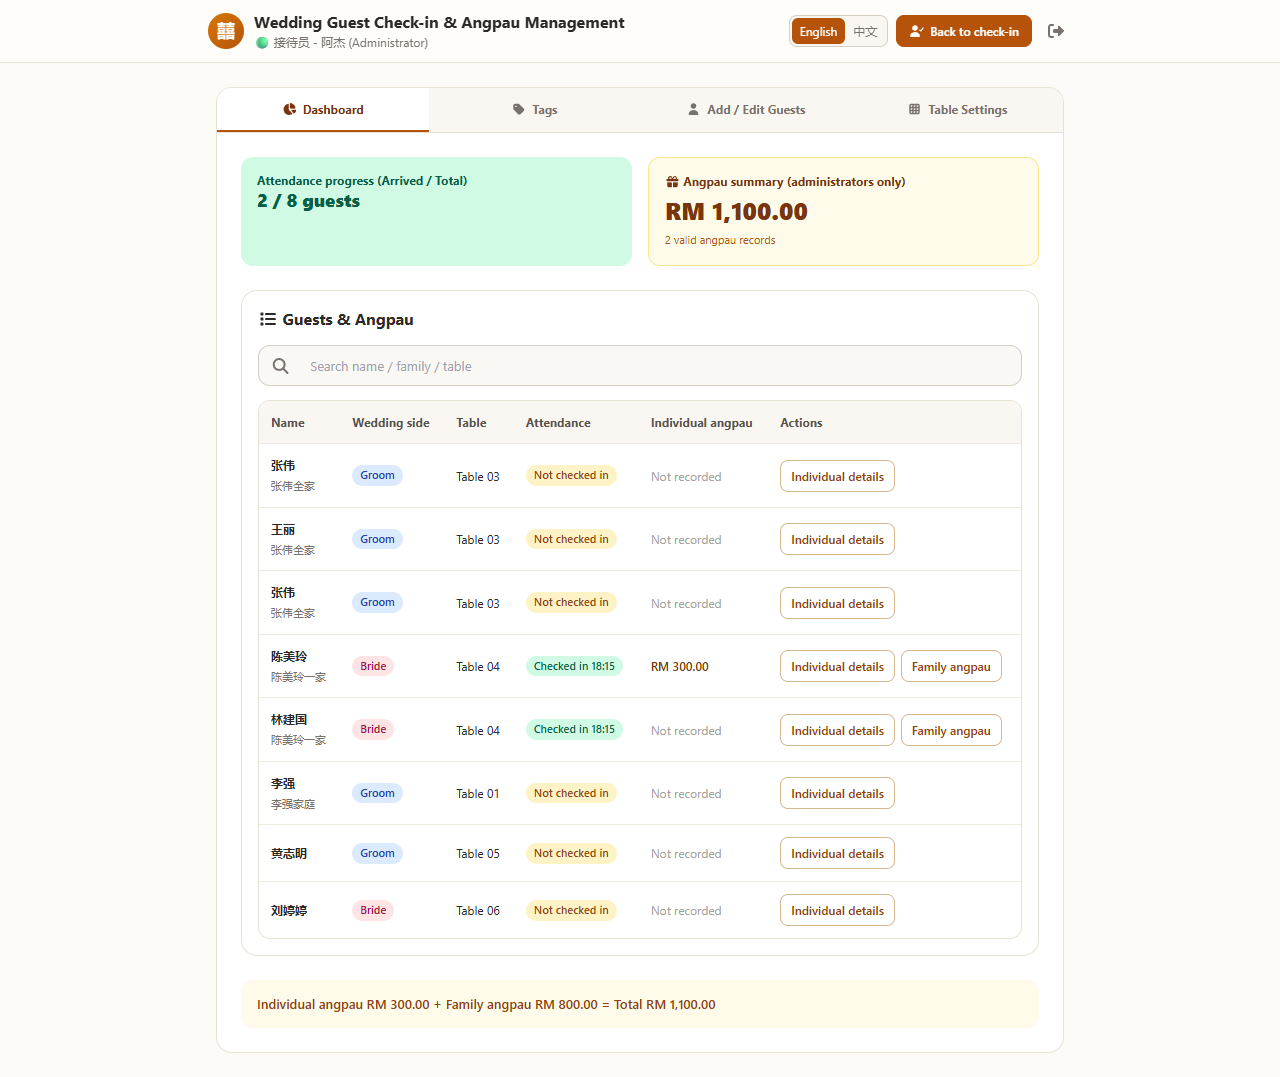 囍
Wedding Guest Check-in & Angpau Management
接待员 - 阿杰 (Administrator)
English
中文
Back to check-in
Dashboard
Tags
Add / Edit Guests
Table Settings
Attendance progress (Arrived / Total)
2 / 8 guests
Angpau summary (administrators only)
RM 1,100.00
2 valid angpau records
Guests & Angpau
Search name / family / table
Name Wedding side Table Attendance Individual angpau Actions
张伟
张伟全家
Groom Table 03 Not checked in Not recorded Individual details
王丽
张伟全家
Groom Table 03 Not checked in Not recorded Individual details
张伟
张伟全家
Groom Table 03 Not checked in Not recorded Individual details
陈美玲
陈美玲一家
Bride Table 04 Checked in 18:15 RM 300.00 Individual details Family angpau
林建国
陈美玲一家
Bride Table 04 Checked in 18:15 Not recorded Individual details Family angpau
李强
李强家庭
Groom Table 01 Not checked in Not recorded Individual details
黄志明 Groom Table 05 Not checked in Not recorded Individual details
刘婷婷 Bride Table 06 Not checked in Not recorded Individual details
Individual angpau RM 300.00 + Family angpau RM 800.00 = Total RM 1,100.00